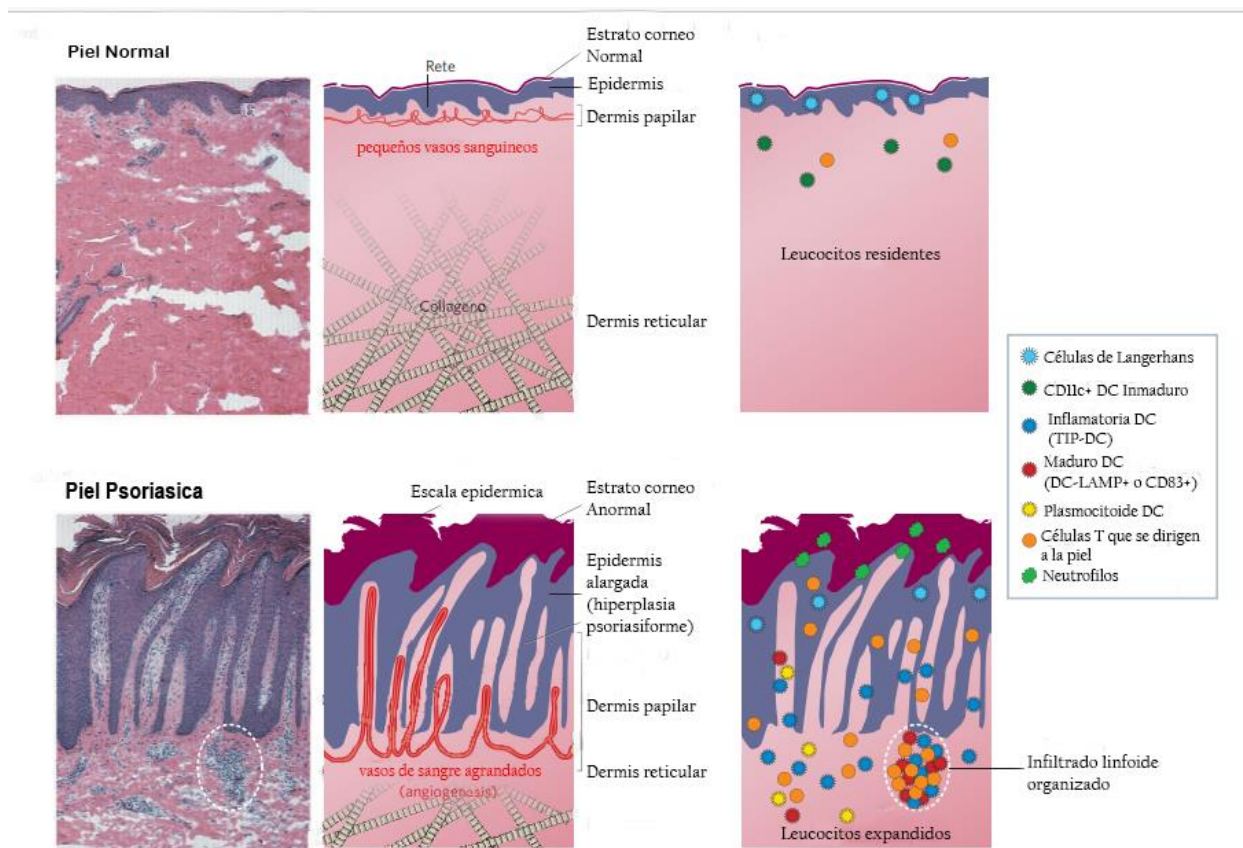 Piel Normal
Rete
Estrato corneo
Normal
Epidermis
Dermis papilar
pequeños vasos sanguineos
Collageno
Dermis reticular
Leucocitos residentes
Células de Langerhans
CD11c+ DC Inmaduro
Inflamatoria DC
(TIP-DC)
Maduro DC
(DC-LAMP+ o CD83+)
Plasmocitoide DC
Células T que se dirigen
a la piel
Neutrofilos
Piel Psoriasica
Escala epidermica
Estrato corneo
Anormal
Epidermis
alargada
(hiperplasia
psoriasiforme)
Dermis papilar
Dermis reticular
vasos de sangre agrandados
(angiogenosis)
Infiltrado linfoide
organizado
Leucocitos expandidos